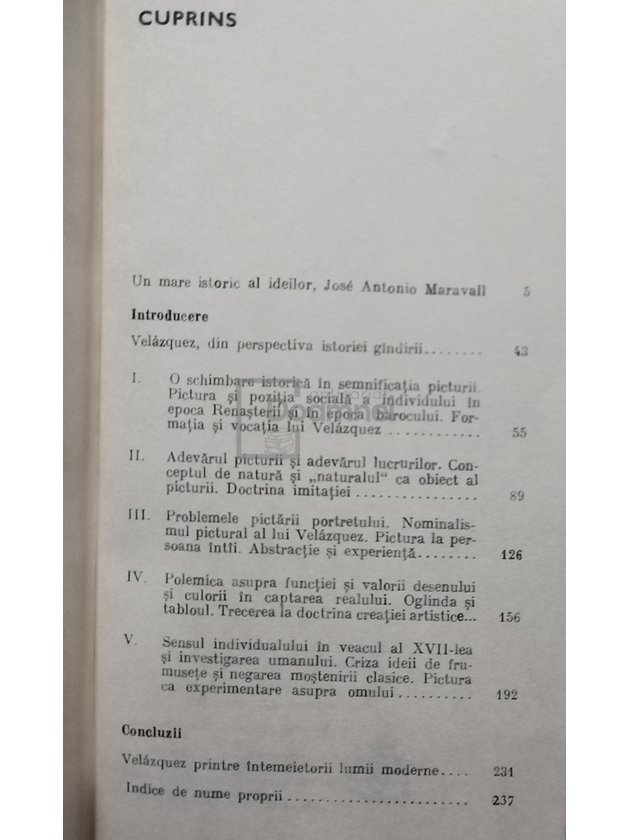 CUPRINS
Un mare istoric al ideilor, José Antonio Maravall 5
Introducere
Velázquez, din perspectiva istoriei gîndirii........ 43
I. O schimbare istorică în semnificația picturii.
Pictura și poziția socială a individului în
epoca Renașterii și în epoca barocului. For-
mația și vocația lui Velázquez ............ 55
II. Adevărul picturii și adevărul lucrurilor. Con-
ceptul de natură și „naturalul“ ca obiect al
picturii. Doctrina imitației ................ 89
III. Problemele pictării portretului. Nominalis-
mul pictural al lui Velázquez. Pictura la per-
soana întîi. Abstracție și experiență........ 126
IV. Polemica asupra funcției și valorii desenului
și culorii în captarea realului. Oglinda și
tabloul. Trecerea la doctrina creației artistice... 156
V. Sensul individualului în veacul al XVII-lea
și investigarea umanului. Criza ideii de fru-
musețe și negarea moștenirii clasice. Pictura
ca experimentare asupra omului .......... 192
Concluzii
Velázquez printre întemeietorii lumii moderne.... 231
Indice de nume proprii ...................... 237